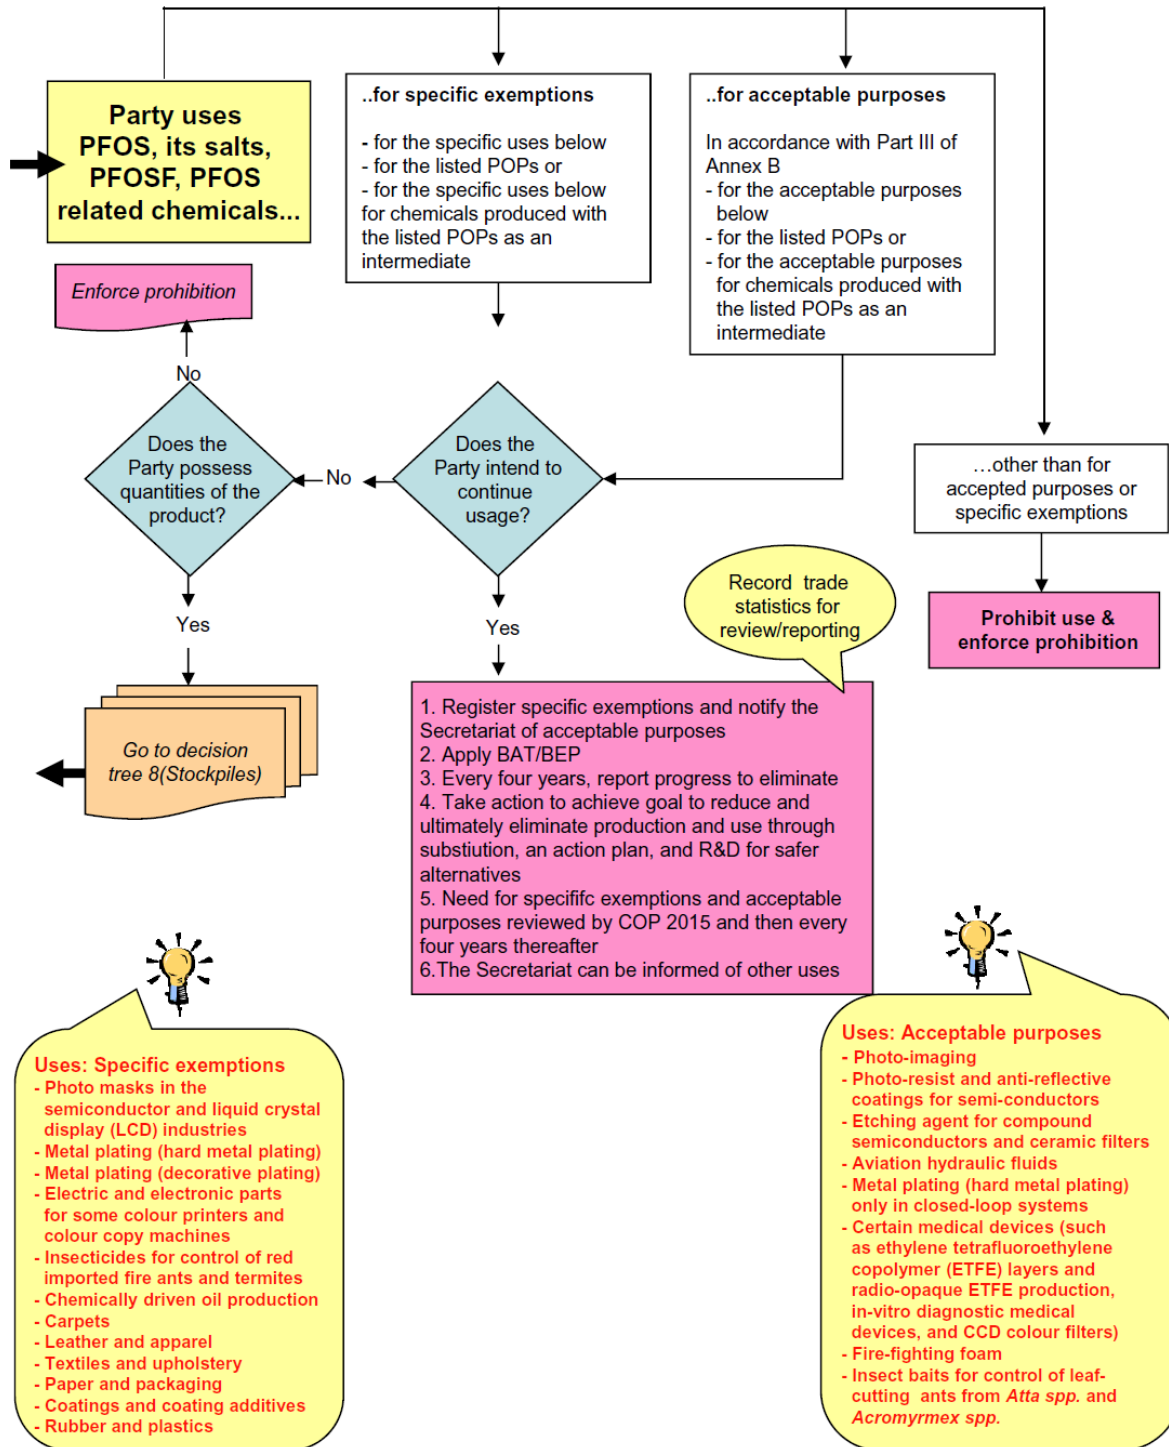 Party uses
PFOS, its salts,
PFOSF, PFOS
related chemicals...
..for specific exemptions
- for the specific uses below
- for the listed POPs or
- for the specific uses below
for chemicals produced with
the listed POPs as an
intermediate
..for acceptable purposes
In accordance with Part III of
Annex B
- for the acceptable purposes
below
- for the listed POPs or
- for the acceptable purposes
for chemicals produced with
the listed POPs as an
intermediate
Enforce prohibition
No
Does the
Party possess
quantities of the
product?
No
Does the
Party intend to
continue
usage?
...other than for
accepted purposes or
specific exemptions
Prohibit use &
enforce prohibition
Record trade
statistics for
review/reporting
Yes
Yes
Go to decision
tree 8(Stockpiles)
1. Register specific exemptions and notify the
Secretariat of acceptable purposes
2. Apply BAT/BEP
3. Every four years, report progress to eliminate
4. Take action to achieve goal to reduce and
ultimately eliminate production and use through
substiution, an action plan, and R&D for safer
alternatives
5. Need for specififc exemptions and acceptable
purposes reviewed by COP 2015 and then every
four years thereafter
6.The Secretariat can be informed of other uses
Uses: Specific exemptions
- Photo masks in the
semiconductor and liquid crystal
display (LCD) industries
- Metal plating (hard metal plating)
- Metal plating (decorative plating)
- Electric and electronic parts
for some colour printers and
colour copy machines
- Insecticides for control of red
imported fire ants and termites
- Chemically driven oil production
- Carpets
- Leather and apparel
- Textiles and upholstery
- Paper and packaging
- Coatings and coating additives
- Rubber and plastics
Uses: Acceptable purposes
- Photo-imaging
- Photo-resist and anti-reflective
coatings for semi-conductors
- Etching agent for compound
semiconductors and ceramic filters
- Aviation hydraulic fluids
- Metal plating (hard metal plating)
only in closed-loop systems
- Certain medical devices (such
as ethylene tetrafluoroethylene
copolymer (ETFE) layers and
radio-opaque ETFE production,
in-vitro diagnostic medical
devices, and CCD colour filters)
- Fire-fighting foam
- Insect baits for control of leaf-
cutting ants from Atta spp. and
Acromyrmex spp.